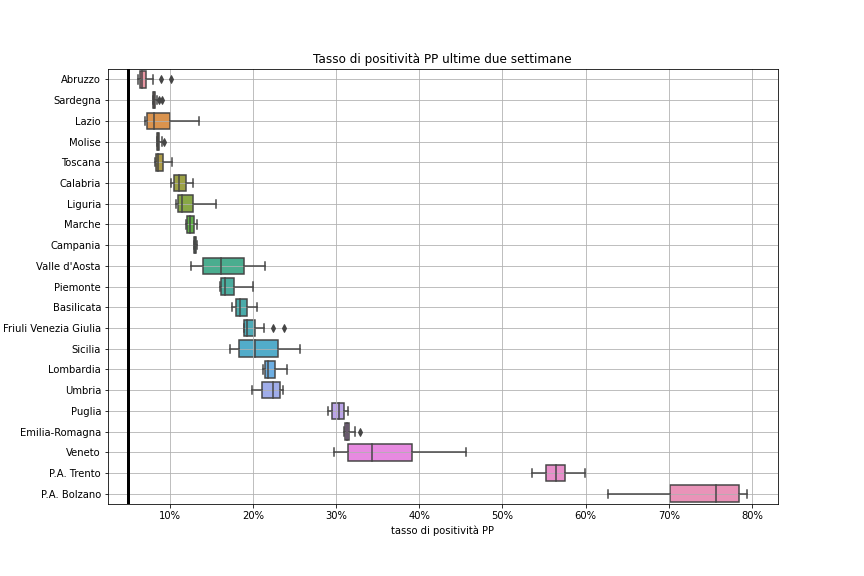 Tasso di positività PP ultime due settimane
Abruzzo
Sardegna
Lazio
Molise
Toscana
Calabria
Liguria
Marche
Campania
Valle d'Aosta
Piemonte
Basilicata
Friuli Venezia Giulia
Sicilia
Lombardia
Umbria
Puglia
Emilia-Romagna
Veneto
P.A. Trento
P.A. Bolzano
10% 20% 30% 40% 50% 60% 70% 80%
tasso di positività PP